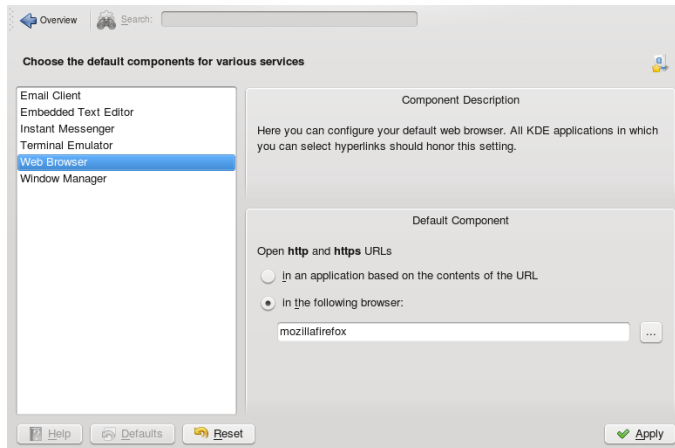 Overview
Search:
Choose the default components for various services
Email Client
Embedded Text Editor
Instant Messenger
Terminal Emulator
Web Browser
Window Manager
Component Description
Here you can configure your default web browser. All KDE applications in which
you can select hyperlinks should honor this setting.
Default Component
Open http and https URLs
in an application based on the contents of the URL
in the following browser:
mozillafirefox
...
Help
Defaults
Reset
Apply